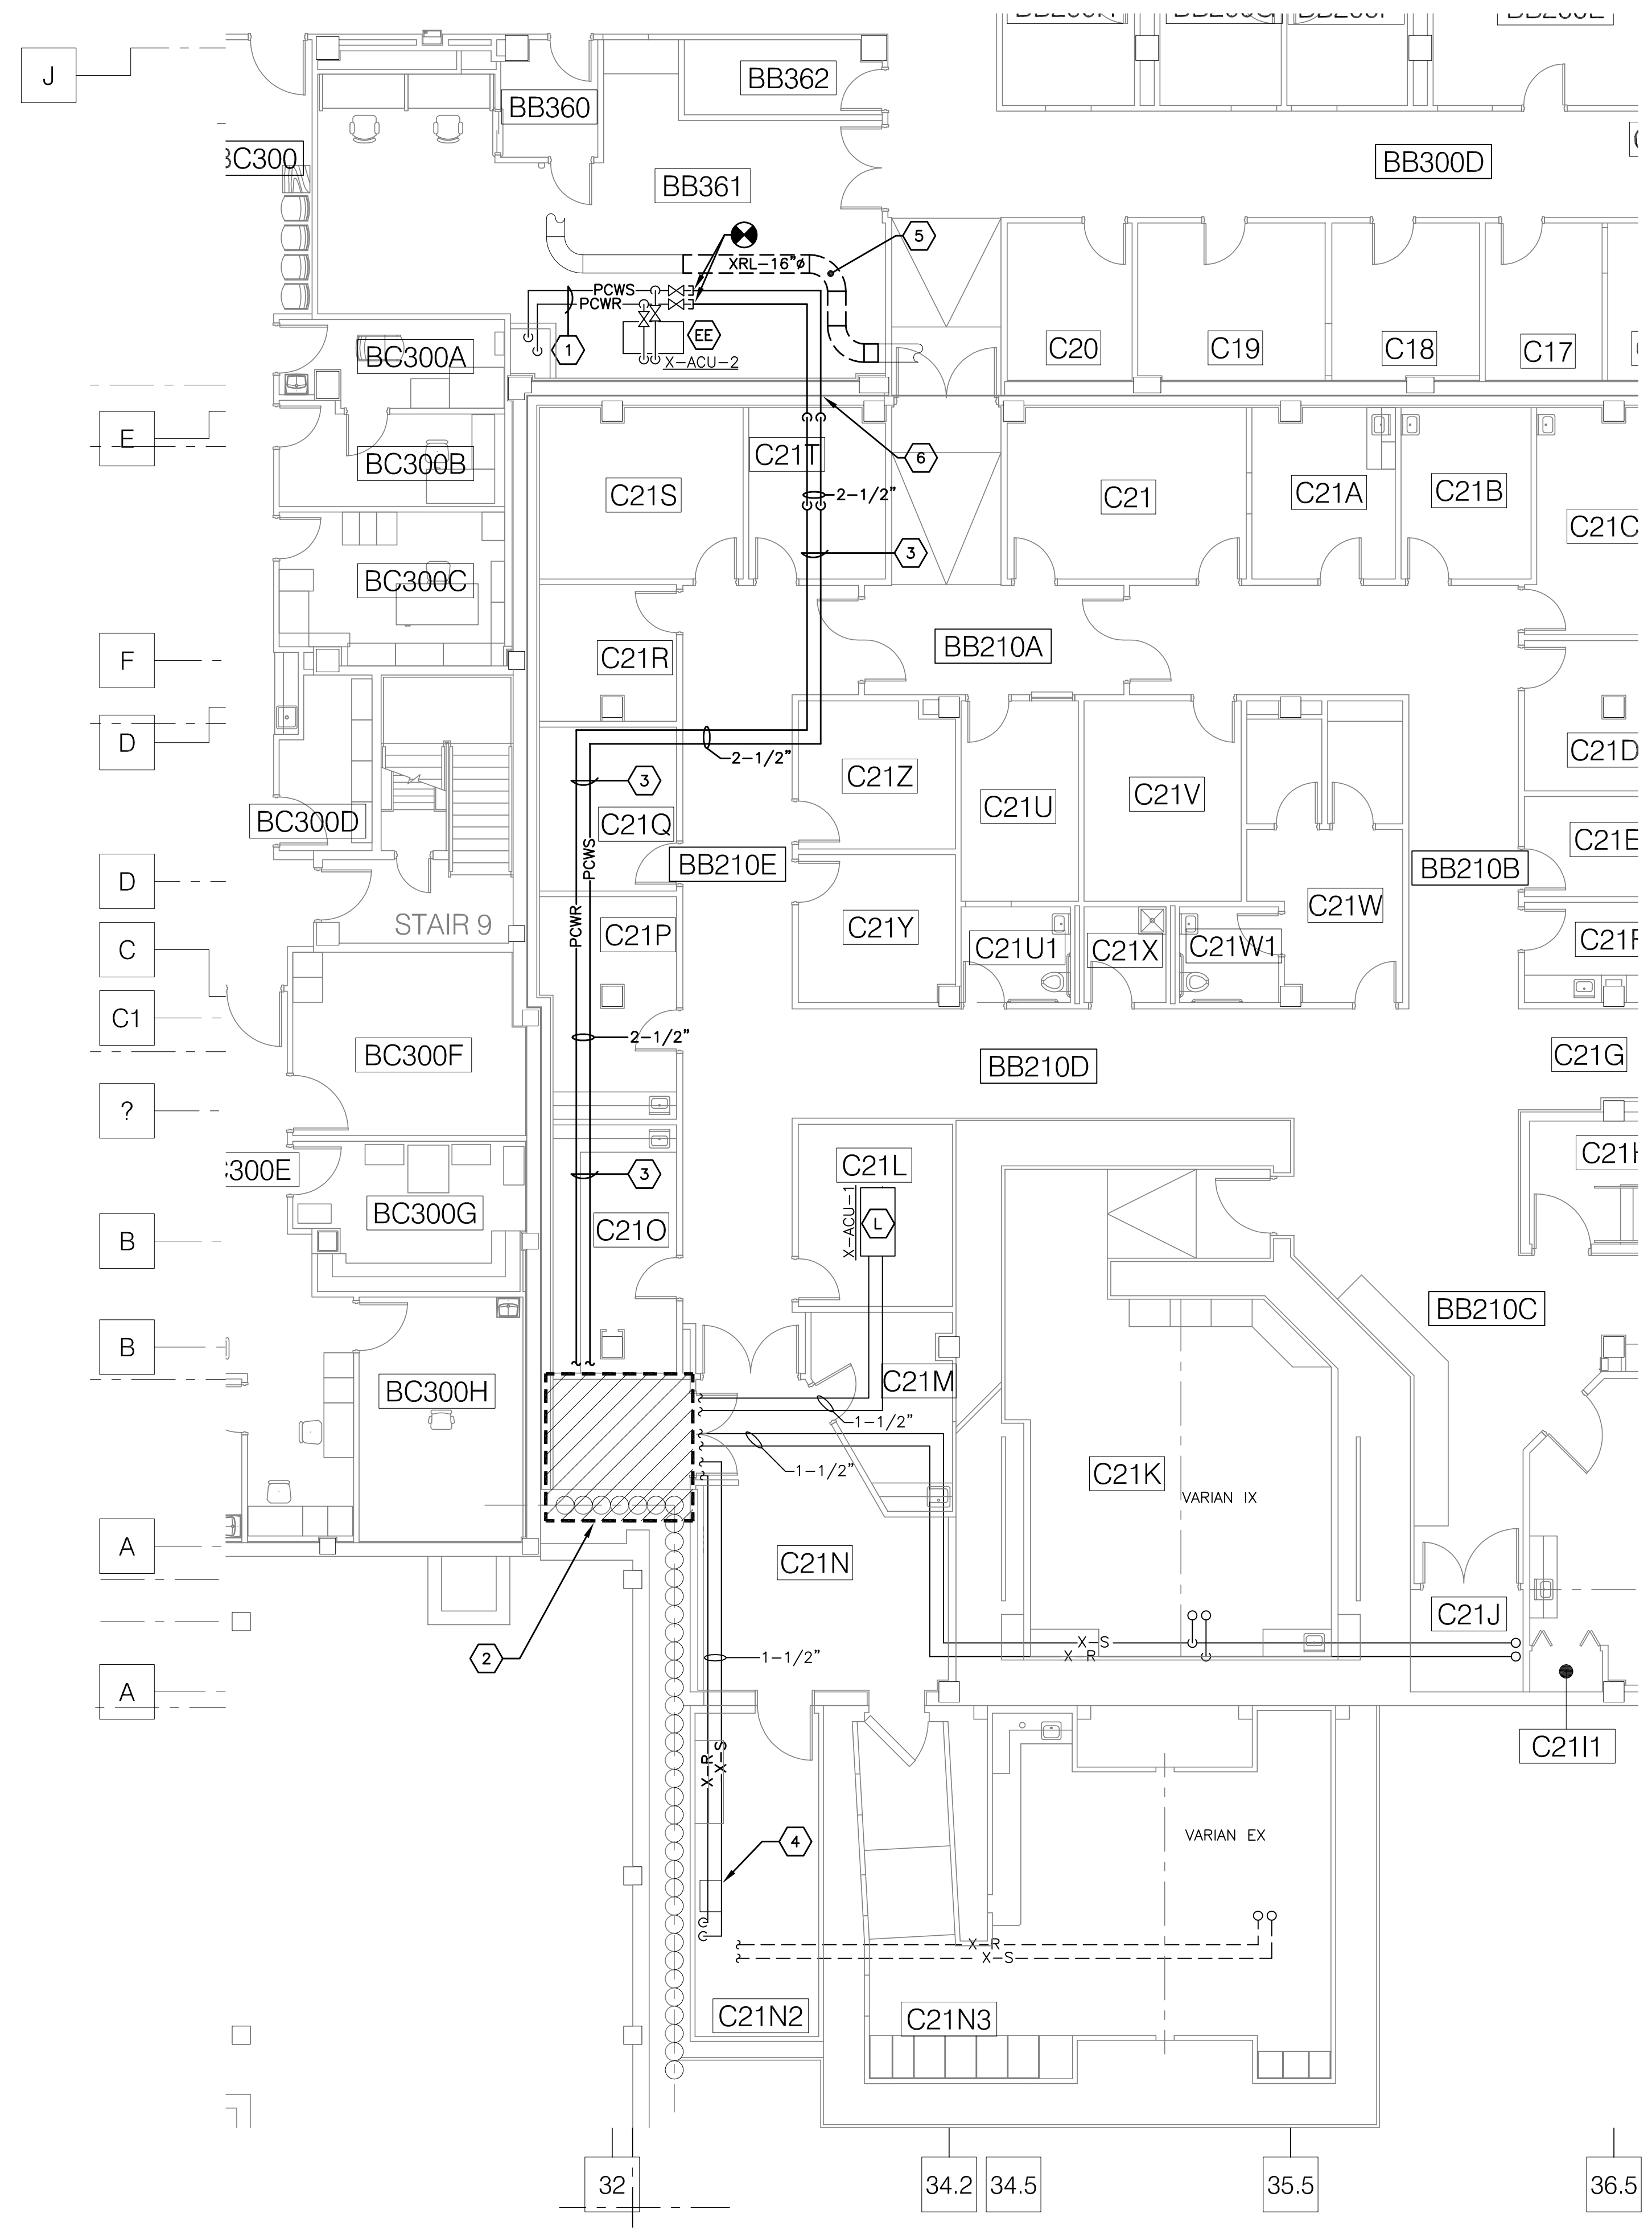 J
BB360
BB362
BC300
BB361
BB300D
5
XRL-16"ø
PCWS
PCWR
1
EE
X-ACU-2
C20
C19
C18
C17
BC300A
E
BC300B
C21T
6
C21S
2-1/2"
C21
C21A
C21B
C21C
3
BC300C
F
C21R
BB210A
D
2-1/2"
C21D
3
C21Z
C21U
C21V
BC300D
C21Q
PCWS
PCWR
BB210E
BB210B
C21E
D
C21W
STAIR 9
C21P
C21Y
C21U1
C21X
C21W1
C
C1
2-1/2"
BC300F
BB210D
C21G
?
C21L
C300E
3
BC300G
C21O
X-ACU-1
L
B
BB210C
B
BC300H
C21M
1-1/2"
1-1/2"
C21K
VARIAN IX
A
C21N
C21J
2
1-1/2"
X-S
X-R
A
C21I1
X-R
X-S
VARIAN EX
4
X-R
X-S
C21N2
C21N3
32
34.2
34.5
35.5
36.5